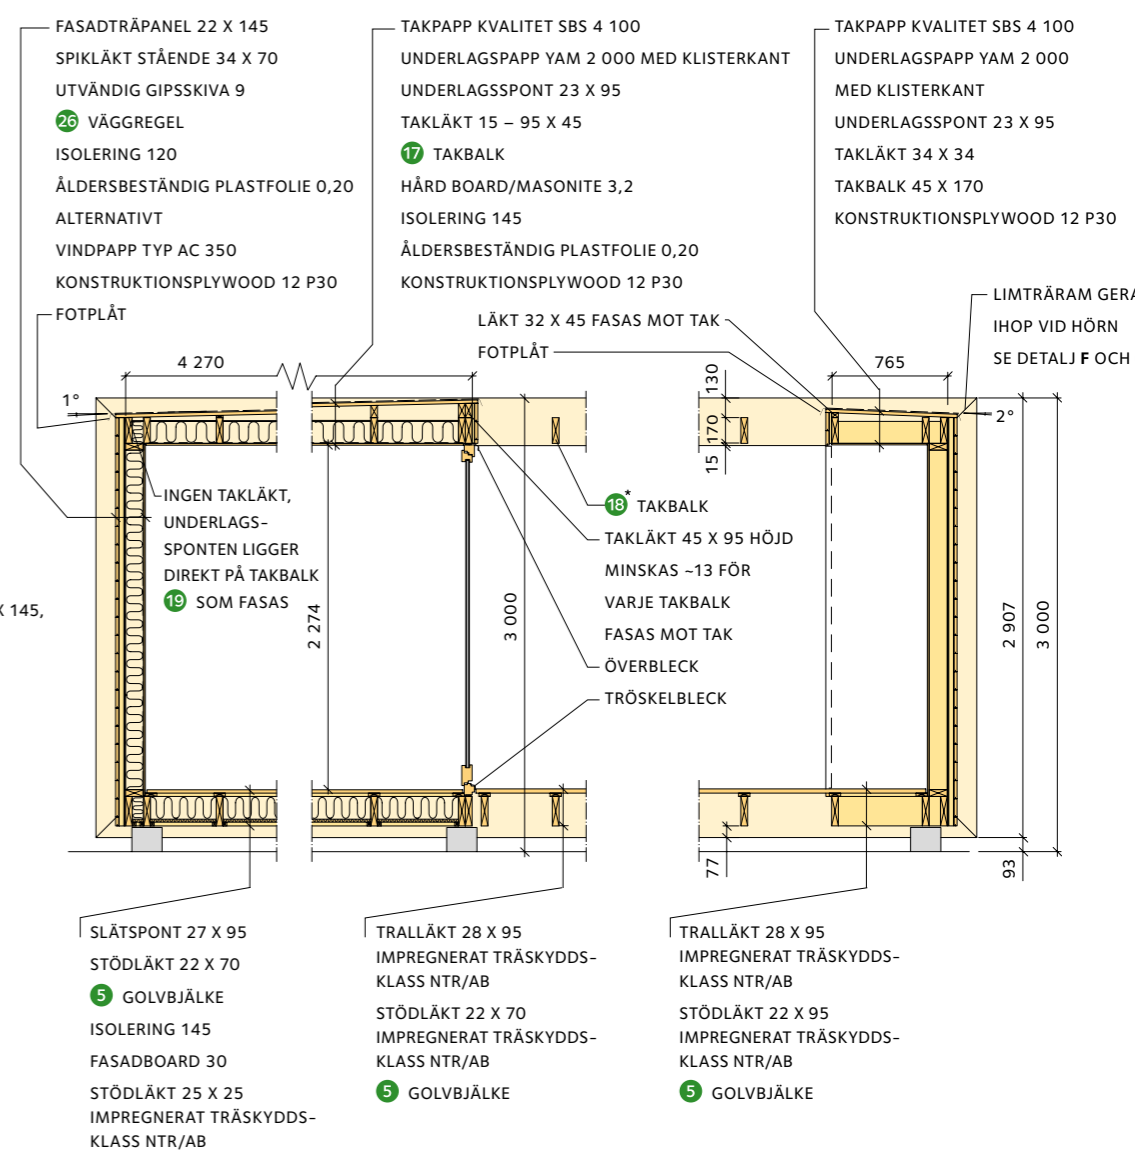 FASADTRÄPANEL 22 X 145
SPIKLÄKT STÅENDE 34 X 70
UTVÄNDIG GIPSSKIVA 9
26 VÄGGREGEL
ISOLERING 120
ÅLDERSBESTÄNDIG PLASTFOLIE 0,20
ALTERNATIVT
VINDPAPP TYP AC 350
KONSTRUKTIONSPLYWOOD 12 P30
FOTPLÅT
TAKPAPP KVALITET SBS 4 100
UNDERLAGSPAPP YAM 2 000 MED KLISTERKANT
UNDERLAGSSPONT 23 X 95
TAKLÄKT 15 – 95 X 45
17 TAKBALK
HÅRD BOARD/MASONITE 3,2
ISOLERING 145
ÅLDERSBESTÄNDIG PLASTFOLIE 0,20
KONSTRUKTIONSPLYWOOD 12 P30
LÄKT 32 X 45 FASAS MOT TAK
FOTPLÅT
TAKPAPP KVALITET SBS 4 100
UNDERLAGSPAPP YAM 2 000
MED KLISTERKANT
UNDERLAGSSPONT 23 X 95
TAKLÄKT 34 X 34
TAKBALK 45 X 170
KONSTRUKTIONSPLYWOOD 12 P30
LIMTRÄRAM GERA
IHOP VID HÖRN
SE DETALJ F OCH
4 270
765
1°
2°
130
170
15
INGEN TAKLÄKT,
UNDERLAGS-
SPONTEN LIGGER
DIREKT PÅ TAKBALK
19 SOM FASAS
X 145,
2 274
3 000
18* TAKBALK
TAKLÄKT 45 X 95 HÖJD
MINSKAS ~13 FÖR
VARJE TAKBALK
FASAS MOT TAK
ÖVERBLECK
TRÖSKELBLECK
2 907
3 000
77
93
SLÄTSPONT 27 X 95
STÖDLÄKT 22 X 70
5 GOLVBJÄLKE
ISOLERING 145
FASADBOARD 30
STÖDLÄKT 25 X 25
IMPREGNERAT TRÄSKYDDS-
KLASS NTR/AB
TRALLÄKT 28 X 95
IMPREGNERAT TRÄSKYDDS-
KLASS NTR/AB
STÖDLÄKT 22 X 70
IMPREGNERAT TRÄSKYDDS-
KLASS NTR/AB
5 GOLVBJÄLKE
TRALLÄKT 28 X 95
IMPREGNERAT TRÄSKYDDS-
KLASS NTR/AB
STÖDLÄKT 22 X 95
IMPREGNERAT TRÄSKYDDS-
KLASS NTR/AB
5 GOLVBJÄLKE